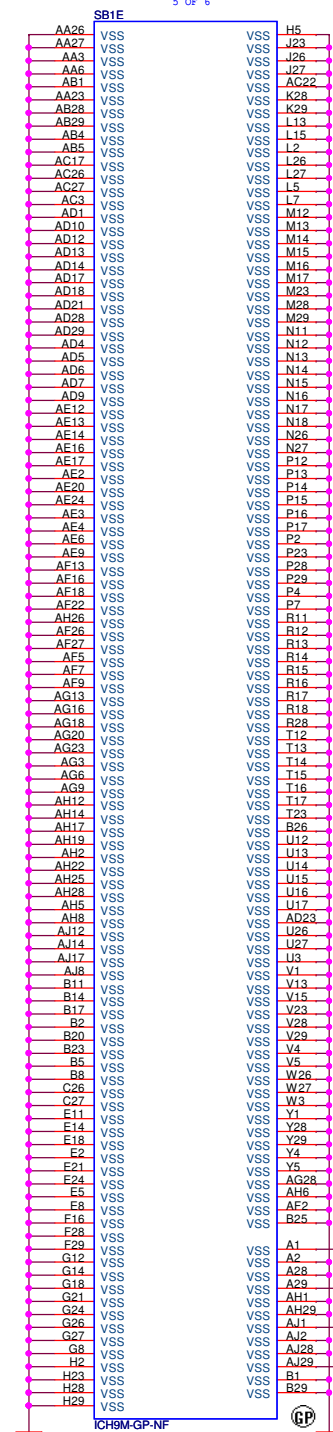 5 OF 6
SB1E
AA26 VSS VSS H5
AA27 VSS VSS J23
AA3 VSS VSS J26
AA6 VSS VSS J27
AB1 VSS VSS AC22
AA23 VSS VSS K28
AB28 VSS VSS K29
AB29 VSS VSS L13
AB4 VSS VSS L15
AB5 VSS VSS L2
AC17 VSS VSS L26
AC26 VSS VSS L27
AC27 VSS VSS L5
AC3 VSS VSS L7
AD1 VSS VSS M12
AD10 VSS VSS M13
AD12 VSS VSS M14
AD13 VSS VSS M15
AD14 VSS VSS M16
AD17 VSS VSS M17
AD18 VSS VSS M23
AD21 VSS VSS M28
AD28 VSS VSS M29
AD29 VSS VSS N11
AD4 VSS VSS N12
AD5 VSS VSS N13
AD6 VSS VSS N14
AD7 VSS VSS N15
AD9 VSS VSS N16
AE12 VSS VSS N17
AE13 VSS VSS N18
AE14 VSS VSS N26
AE16 VSS VSS N27
AE17 VSS VSS P12
AE2 VSS VSS P13
AE20 VSS VSS P14
AE24 VSS VSS P15
AE3 VSS VSS P16
AE4 VSS VSS P17
AE6 VSS VSS P2
AE9 VSS VSS P23
AF13 VSS VSS P28
AF16 VSS VSS P29
AF18 VSS VSS P4
AF22 VSS VSS P7
AH26 VSS VSS R11
AF26 VSS VSS R12
AF27 VSS VSS R13
AF5 VSS VSS R14
AF7 VSS VSS R15
AF9 VSS VSS R16
AG13 VSS VSS R17
AG16 VSS VSS R18
AG18 VSS VSS R28
AG20 VSS VSS T12
AG23 VSS VSS T13
AG3 VSS VSS T14
AG6 VSS VSS T15
AG9 VSS VSS T16
AH12 VSS VSS T17
AH14 VSS VSS T23
AH17 VSS VSS B26
AH19 VSS VSS U12
AH2 VSS VSS U13
AH22 VSS VSS U14
AH25 VSS VSS U15
AH28 VSS VSS U16
AH5 VSS VSS U17
AH8 VSS VSS AD23
AJ12 VSS VSS U26
AJ14 VSS VSS U27
AJ17 VSS VSS U3
AJ8 VSS VSS V1
B11 VSS VSS V13
B14 VSS VSS V15
B17 VSS VSS V23
B2 VSS VSS V28
B20 VSS VSS V29
B23 VSS VSS V4
B5 VSS VSS V5
B8 VSS VSS W26
C26 VSS VSS W27
C27 VSS VSS W3
E11 VSS VSS Y1
E14 VSS VSS Y28
E18 VSS VSS Y29
E2 VSS VSS Y4
E21 VSS VSS Y5
E24 VSS VSS AG28
E5 VSS VSS AH6
E8 VSS VSS AF2
F16 VSS VSS B25
F28 VSS
F29 VSS VSS A1
G12 VSS VSS A2
G14 VSS VSS A28
G18 VSS VSS A29
G21 VSS VSS AH1
G24 VSS VSS AH29
G26 VSS VSS AJ1
G27 VSS VSS AJ2
G8 VSS VSS AJ28
H2 VSS VSS AJ29
H23 VSS VSS B1
H28 VSS VSS B29
H29 VSS
GP
ICH9M-GP-NF